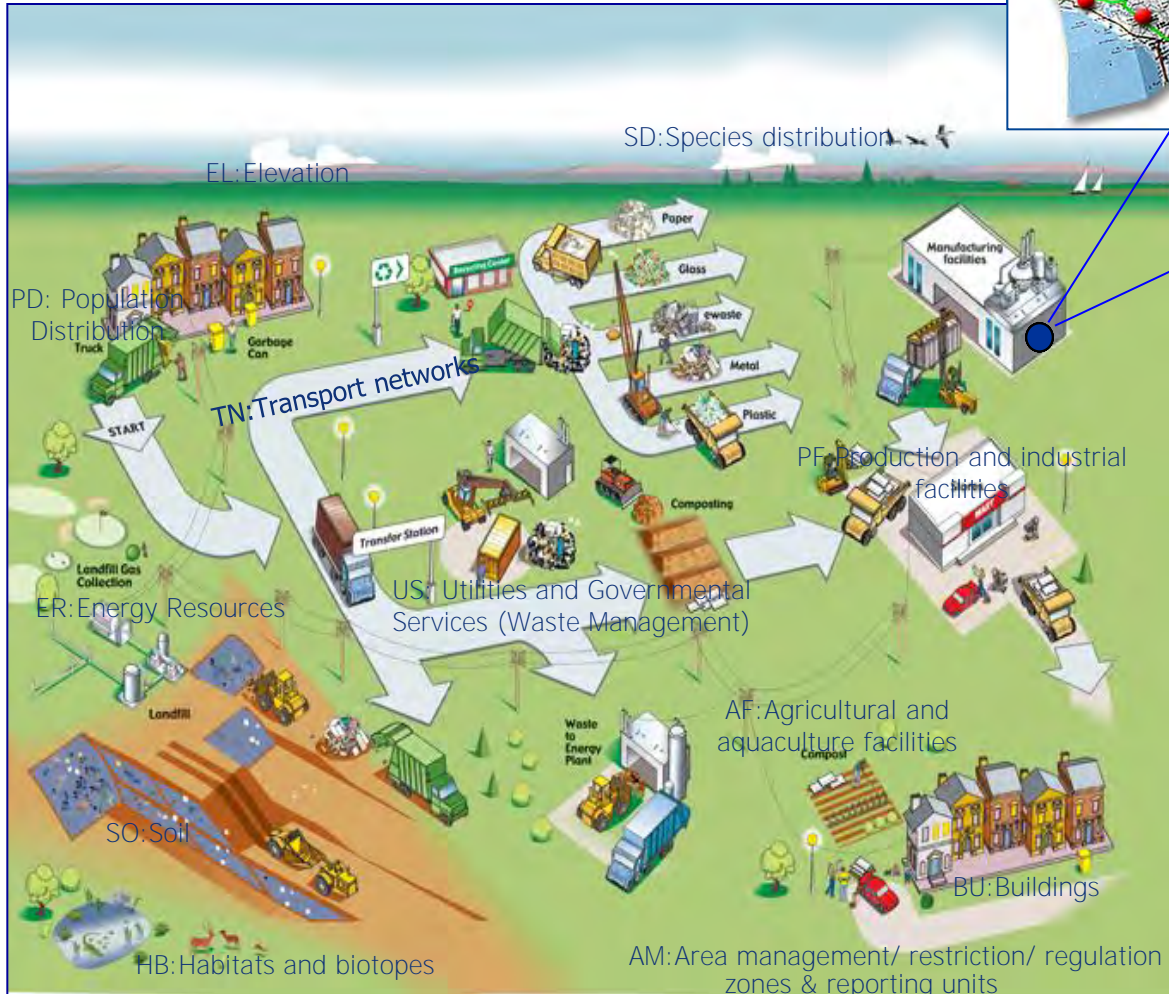 SD:Species distribution
EL:Elevation
Paper
Glass
ewaste
Metal
Plastic
Recycling Center
Manufacturing
facilities
PD: Population
Distribution
Truck
Garbage
Can
START
TN:Transport networks
PF:Production and industrial
facilities
MART
Composting
Transfer Station
Landfill Gas
Collection
ER:Energy Resources
US: Utilities and Governmental
Services (Waste Management)
Landfill
Waste
to
Energy
Plant
AF:Agricultural and
aquaculture facilities
Compost
SO:Soil
BU:Buildings
HB:Habitats and biotopes
AM:Area management/ restriction/ regulation
zones & reporting units